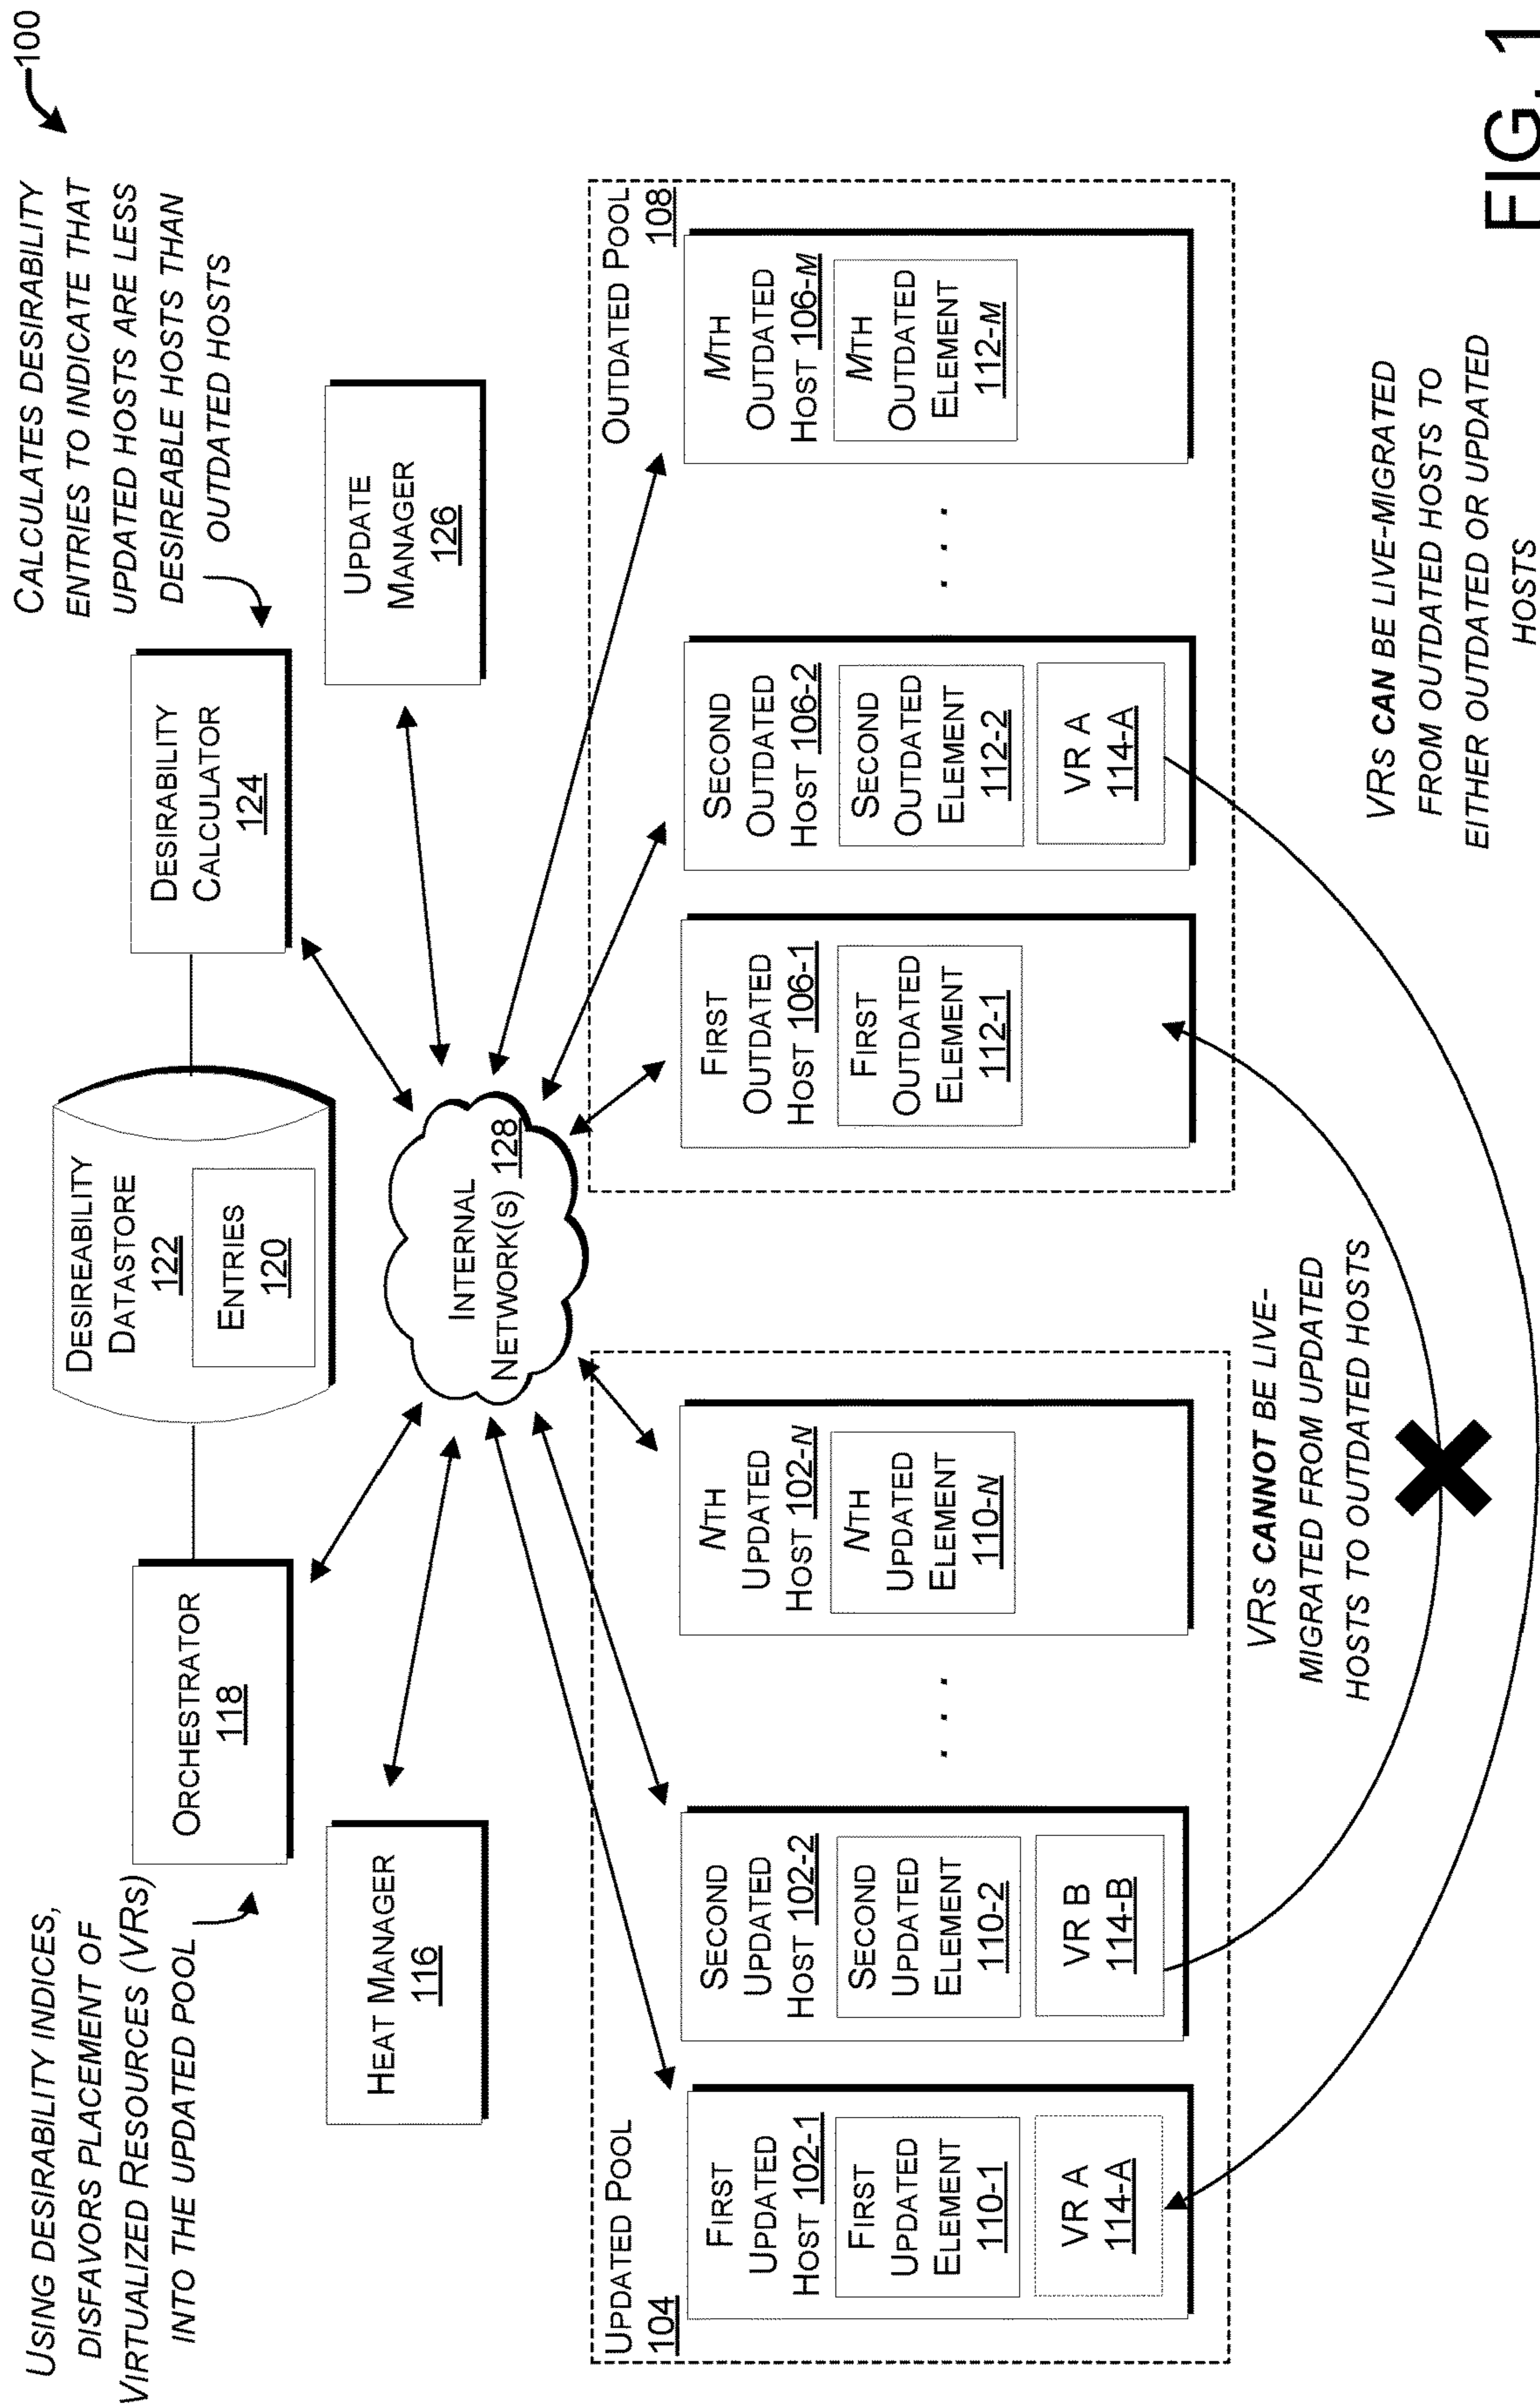 100
USING DESIRABILITY INDICES,
DISFAVORS PLACEMENT OF
VIRTUALIZED RESOURCES (VRS)
INTO THE UPDATED POOL
CALCULATES DESIRABILITY
ENTRIES TO INDICATE THAT
UPDATED HOSTS ARE LESS
DESIREABLE HOSTS THAN
OUTDATED HOSTS
ORCHESTRATOR
118
DESIREABILITY
DATASTORE
122
ENTRIES
120
DESIRABILITY
CALCULATOR
124
HEAT MANAGER
116
UPDATE
MANAGER
126
INTERNAL
NETWORK(S) 128
UPDATED POOL
104
FIRST
UPDATED
HOST 102-1
FIRST
UPDATED
ELEMENT
110-1
VR A
114-A
SECOND
UPDATED
HOST 102-2
SECOND
UPDATED
ELEMENT
110-2
VR B
114-B
. . .
NTH
UPDATED
HOST 102-N
NTH
UPDATED
ELEMENT
110-N
OUTDATED POOL
108
FIRST
OUTDATED
HOST 106-1
FIRST
OUTDATED
ELEMENT
112-1
SECOND
OUTDATED
HOST 106-2
SECOND
OUTDATED
ELEMENT
112-2
VR A
114-A
. . .
MTH
OUTDATED
HOST 106-M
MTH
OUTDATED
ELEMENT
112-M
VRS CANNOT BE LIVE-
MIGRATED FROM UPDATED
HOSTS TO OUTDATED HOSTS
VRS CAN BE LIVE-MIGRATED
FROM OUTDATED HOSTS TO
EITHER OUTDATED OR UPDATED
HOSTS
FIG. 1